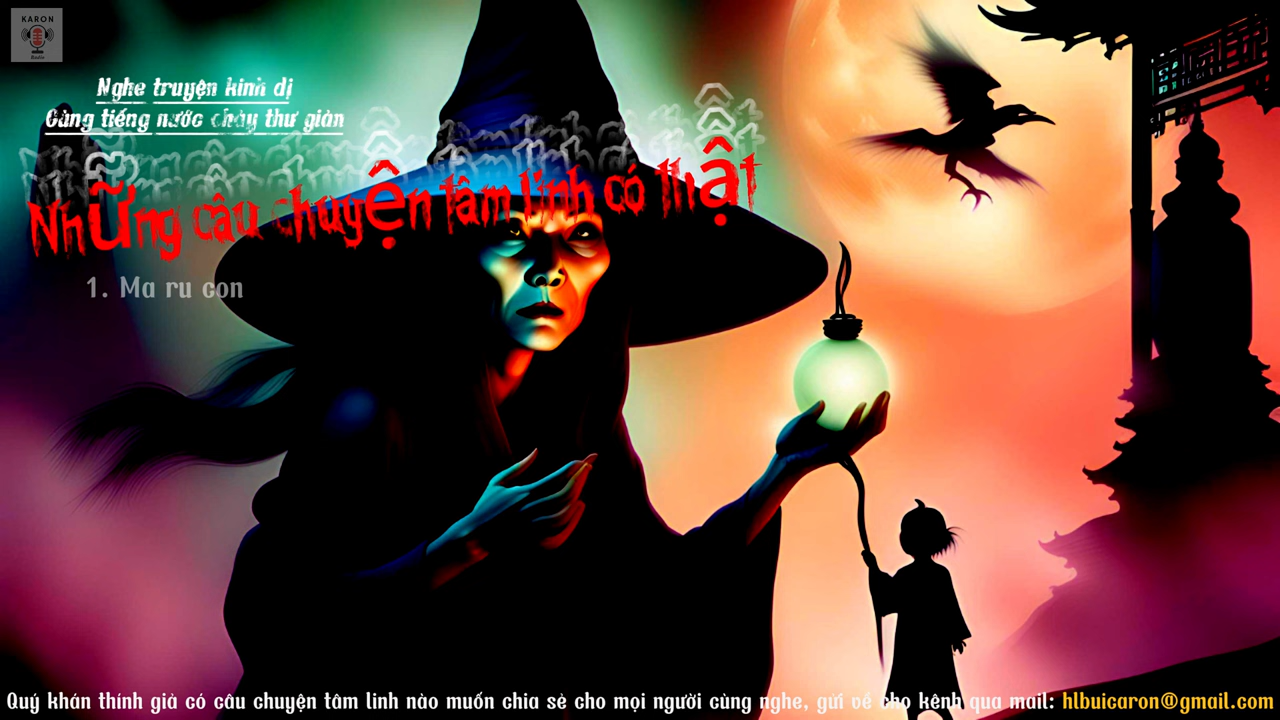 KARON
Radio
Nghe truyện kinh dị
Cùng tiếng nước chảy thư giãn
Những câu chuyện tâm linh có thật
1. Ma ru con
Quý khán thính giả có câu chuyện tâm linh nào muốn chia sẻ cho mọi người cùng nghe, gửi về cho kênh qua mail: hlbuicaron@gmail.com